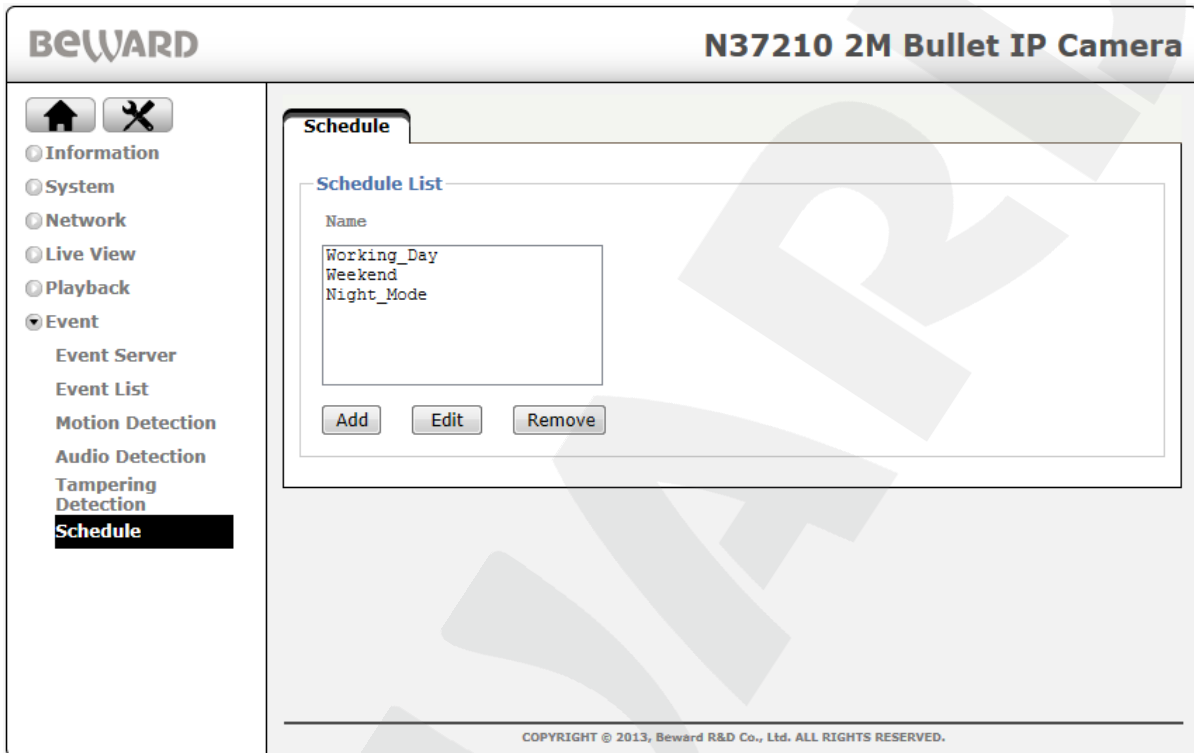 BEWARD
N37210 2M Bullet IP Camera
Information
System
Network
Live View
Playback
Event
Event Server
Event List
Motion Detection
Audio Detection
Tampering
Detection
Schedule
Schedule
Schedule List
Name
Working_Day
Weekend
Night_Mode
Add Edit Remove
COPYRIGHT © 2013, Beward R&D Co., Ltd. ALL RIGHTS RESERVED.